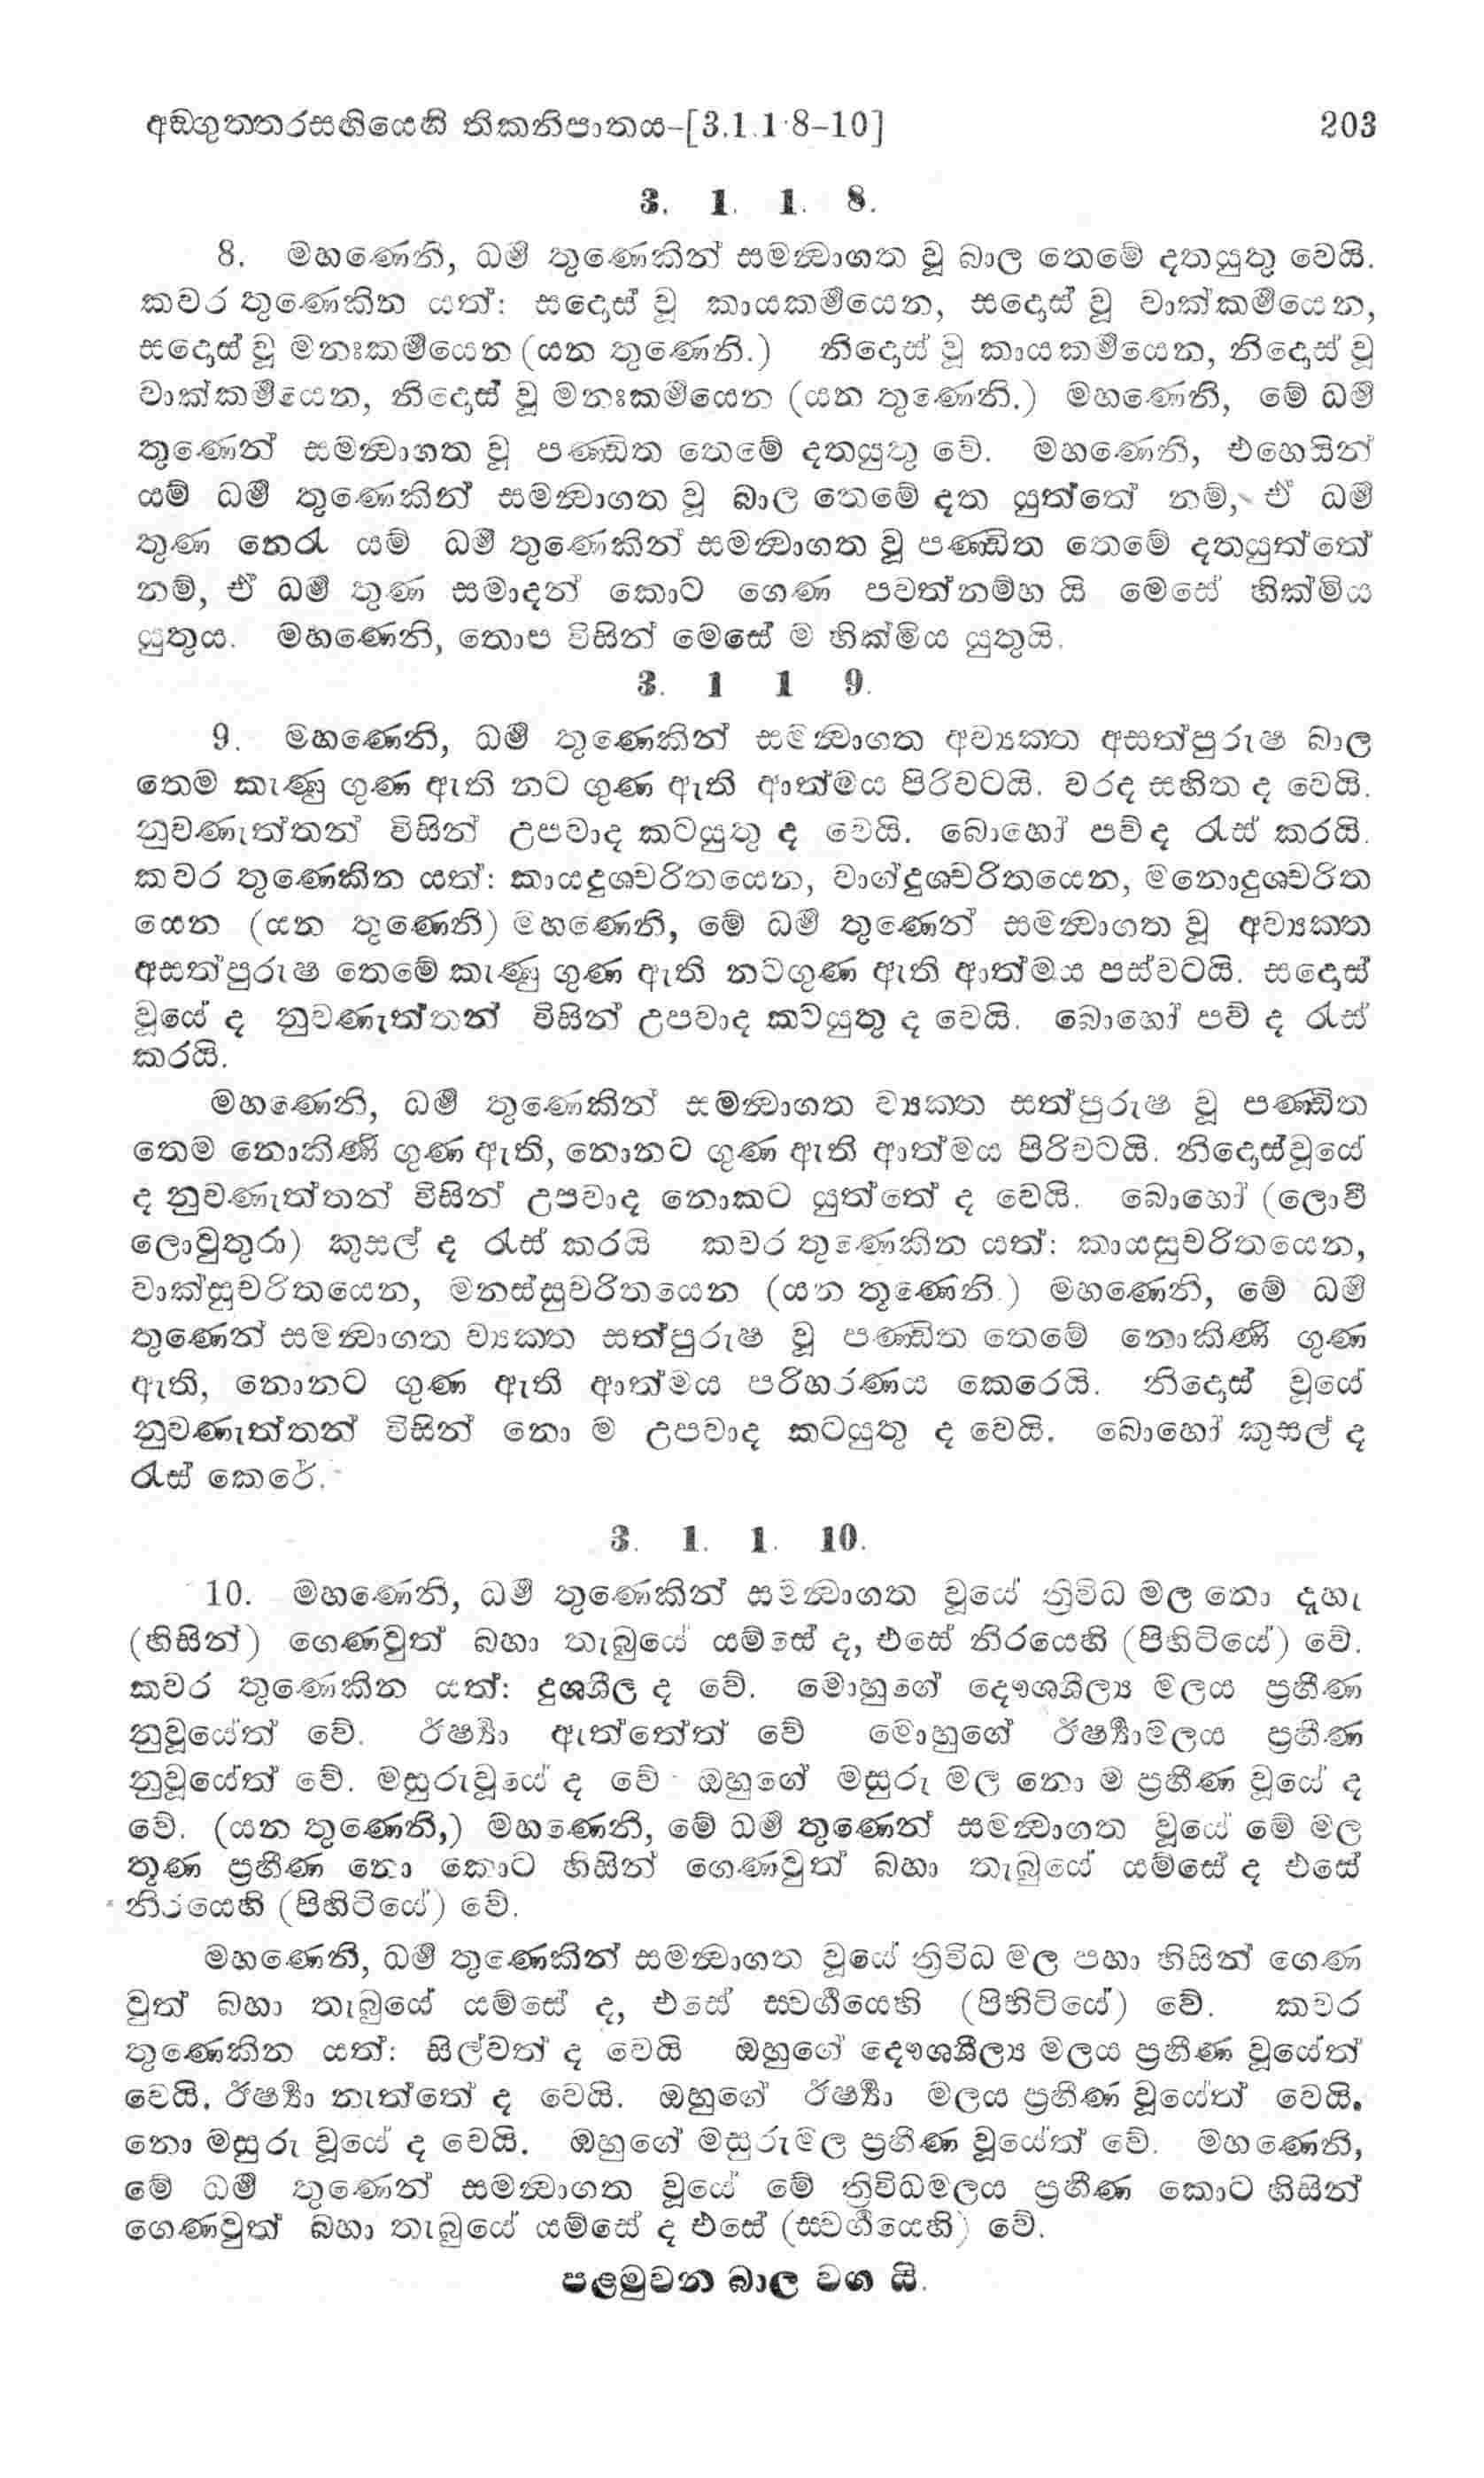 අඞගුත්තරසඟියෙහි තිකනිපාතය–[3.1.1·8–10] 203
3. 1. 1. 8.
8. මහණෙනි, ධර්‍ම තුණෙකින් සමන්‍වාගත වූ බාල තෙමේ දතයුතු වෙයි.
කවර තුණෙකින යත්: සදොස් වූ කායකර්‍මයෙන, සදොස් වූ වාක්කර්‍මයෙන,
සදොස් වූ මනඃකර්‍මයෙන (යන තුණෙනි.) නිදොස් වූ කායකර්‍මයෙන, නිදොස් වූ
වාක්කර්‍මයෙන, නිදොස් වූ මනඃකර්‍මයෙන (යන තුණෙනි.) මහණෙනි, මේ ධර්‍ම
තුණෙන් සමන්‍වාගත වූ පණ්ඩිත තෙමේ දතයුතු වේ. මහණෙනි, එහෙයින්
යම් ධර්‍ම තුණෙකින් සමන්‍වාගත වූ බාල තෙමේ දත යුත්තේ නම්, ඒ ධර්‍ම
තුණ නෙරැ යම් ධර්‍ම තුණෙකින් සමන්‍වාගත වූ පණ්ඩිත තෙමේ දතයුත්තේ
නම්, ඒ ධර්‍ම තුණ සමාදන් කොට ගෙණ පවත්නම්හ යි මෙසේ හික්මිය
යුතුය. මහණෙනි, තොප විසින් මෙසේ ම හික්මිය යුතුයි.
3. 1 1 9.
9. මහණෙනි, ධර්‍ම තුණෙකින් සමන්‍වාගත අව්‍යක්ත අසත්පුරුෂ බාල
තෙම කැණු ගුණ ඇති නට ගුණ ඇති ආත්මය පිරිවටයි. වරද සහිත ද වෙයි.
නුවණැත්තන් විසින් උපවාද කටයුතු ද වෙයි. බොහෝ පව් ද රැස් කරයි.
කවර තුණෙකින යත්: කායදුශචරිතයෙන, වාග්දුශචරිතයෙන, මනොදුශචරිත
යෙන (යන තුණෙනි) මහණෙනි, මේ ධර්‍ම තුණෙන් සමන්‍වාගත වූ අව්‍යක්ත
අසත්පුරුෂ තෙමේ කැණු ගුණ ඇති නටගුණ ඇති ආත්මය පස්වටයි. සදොස්
වූයේ ද නුවණැත්තන් විසින් උපවාද කටයුතු ද වෙයි. බොහෝ පව් ද රැස්
කරයි.
මහණෙනි, ධර්‍ම තුණෙකින් සමන්‍වාගත ව්‍යක්ත සත්පුරුෂ වූ පණ්ඩිත
තෙම නොකිණි ගුණ ඇති, නොනට ගුණ ඇති ආත්මය පිරිවටයි. නිදොස්වූයේ
ද නුවණැත්තන් විසින් උපවාද නොකට යුත්තේ ද වෙයි. බොහෝ (ලොවී
ලොවුතුරා) කුසල් ද රැස් කරයි කවර තුණෙකින යත්: කායසුචරිතයෙන,
වාක්සුචරිතයෙන, මනස්සුචරිතයෙන (යන තුණෙනි.) මහණෙනි, මේ ධර්‍ම
තුණෙන් සමන්‍වාගත ව්‍යක්ත සත්පුරුෂ වූ පණ්ඩිත තෙමේ නොකිණි ගුණ
ඇති, නොනට ගුණ ඇති ආත්මය පරිහරණය කෙරෙයි. නිදොස් වූයේ
නුවණැත්තන් විසින් නො ම උපවාද කටයුතු ද වෙයි. බොහෝ කුසල් ද
රැස් කෙරේ.
3. 1. 1. 10.
10. මහණෙනි, ධර්‍ම තුණෙකින් සමන්‍වාගත වූයේ ත්‍රිවිධ මල නො දූහැ
(හිසින්) ගෙණවුත් බහා තැබුයේ යම්සේ ද, එසේ නිරයෙහි (පිහිටියේ) වේ.
කවර තුණෙකින යත්: දුශශීල ද වේ. මොහුගේ දෞශශීල්‍ය මලය ප්‍රහීණ
නුවූයේත් වේ. ඊර්‍ෂ්‍යා ඇත්තේත් වේ මොහුගේ ඊර්‍ෂ්‍යාමලය ප්‍රහීණ
නුවූයේත් වේ. මසුරුවූයේ ද වේ ඔහුගේ මසුරු මල නො ම ප්‍රහීණ වූයේ ද
වේ. (යන තුණෙනි,) මහණෙනි, මේ ධර්‍ම තුණෙන් සමන්‍වාගත වූයේ මේ මල
තුණ ප්‍රහීණ නො කොට හිසින් ගෙණවුත් බහා තැබුයේ යම්සේ ද එසේ
නිරයෙහි (පිහිටියේ) වේ.
මහණෙනි, ධර්‍ම තුණෙකින් සමන්‍වාගත වූයේ ත්‍රිවිධ මල පහා හිසින් ගෙණ
වුත් බහා තැබුයේ යම්සේ ද, එසේ ස්‍වර්‍ගයෙහි (පිහිටියේ) වේ. කවර
තුණෙකින යත්: සිල්වත් ද වෙයි ඔහුගේ දෞශශීල්‍ය මලය ප්‍රහීණ වූයේත්
වෙයි. ඊර්‍ෂ්‍යා නැත්තේ ද වෙයි. ඔහුගේ ඊර්‍ෂ්‍යා මලය ප්‍රහීණ වූයේත් වෙයි.
නො මසුරු වූයේ ද වෙයි. ඔහුගේ මසුරුමල ප්‍රහීණ වූයේත් වේ. මහණෙනි,
මේ ධර්‍ම තුණෙන් සමන්‍වාගත වූයේ මේ ත්‍රිවිධමලය ප්‍රහීණ කොට හිසින්
ගෙණවුත් බහා තැබුයේ යම්සේ ද එසේ (ස්‍වර්‍ගයෙහි) වේ.
පළමුවන බාල වග යි.